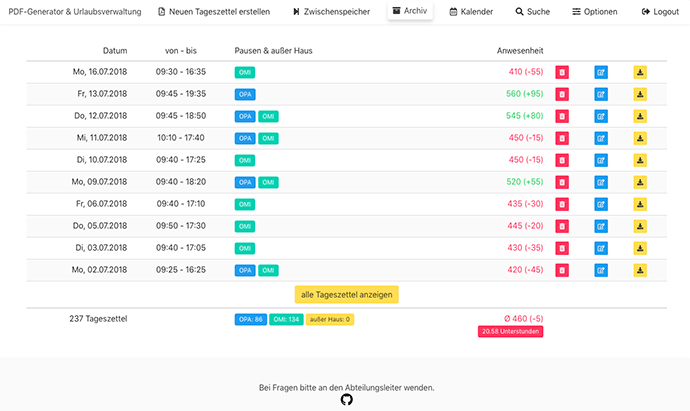 PDF-Generator & Urlaubsverwaltung Neuen Tageszettel erstellen Zwischenspeicher Archiv Kalender Suche Optionen Logout
Datum von - bis Pausen & außer Haus Anwesenheit
Mo, 16.07.2018 09:30 - 16:35 OMI 410 (-55)
Fr, 13.07.2018 09:45 - 19:35 OPA 560 (+95)
Do, 12.07.2018 09:45 - 18:50 OPA OMI 545 (+80)
Mi, 11.07.2018 10:10 - 17:40 OPA OMI 450 (-15)
Di, 10.07.2018 09:40 - 17:25 OMI 450 (-15)
Mo, 09.07.2018 09:40 - 18:20 OPA OMI 520 (+55)
Fr, 06.07.2018 09:40 - 17:10 OMI 435 (-30)
Do, 05.07.2018 09:50 - 17:30 OMI 445 (-20)
Di, 03.07.2018 09:40 - 17:05 OMI 430 (-35)
Mo, 02.07.2018 09:25 - 16:25 OPA OMI 420 (-45)
alle Tageszettel anzeigen
237 Tageszettel OPA: 86 OMI: 134 außer Haus: 0 Ø 460 (-5)
20.58 Unterstunden
Bei Fragen bitte an den Abteilungsleiter wenden.